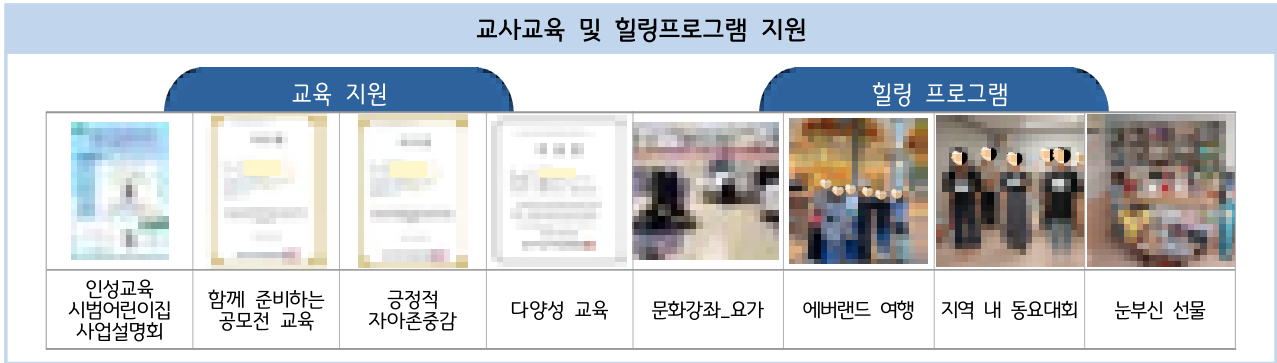 교사교육 및 힐링프로그램 지원
교육 지원
힐링 프로그램
인성교육
시범어린이집
사업설명회
함께 준비하는
공모전 교육
긍정적
자아존중감
다양성 교육
문화강좌_요가
에버랜드 여행
지역 내 동요대회
눈부신 선물